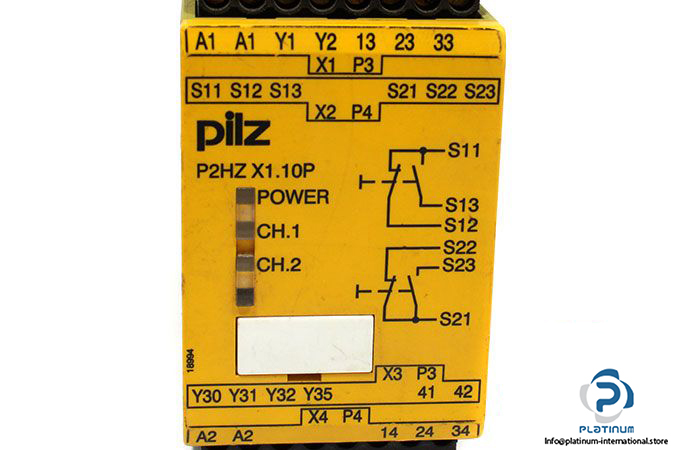 A1 A1 Y1 Y2 13 23 33
X1 P3
S11 S12 S13 S21 S22 S23
X2 P4
pilz
P2HZ X1.10P
POWER
CH.1
CH.2
S11
S13
S12
S22
S23
S21
18994
X3 P3
Y30 Y31 Y32 Y35 41 42
X4 P4
A2 A2 14 24 34
PLATINUM
Info@platinum-international.store